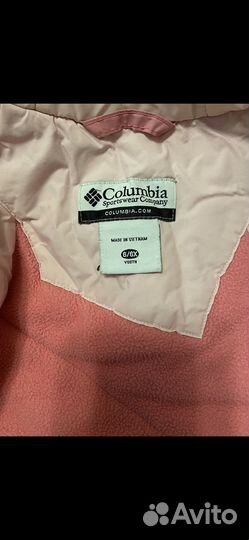 Columbia
Sportswear Company
COLUMBIA.COM
MADE IN VIETNAM
6/6X
YOUTH
Avito